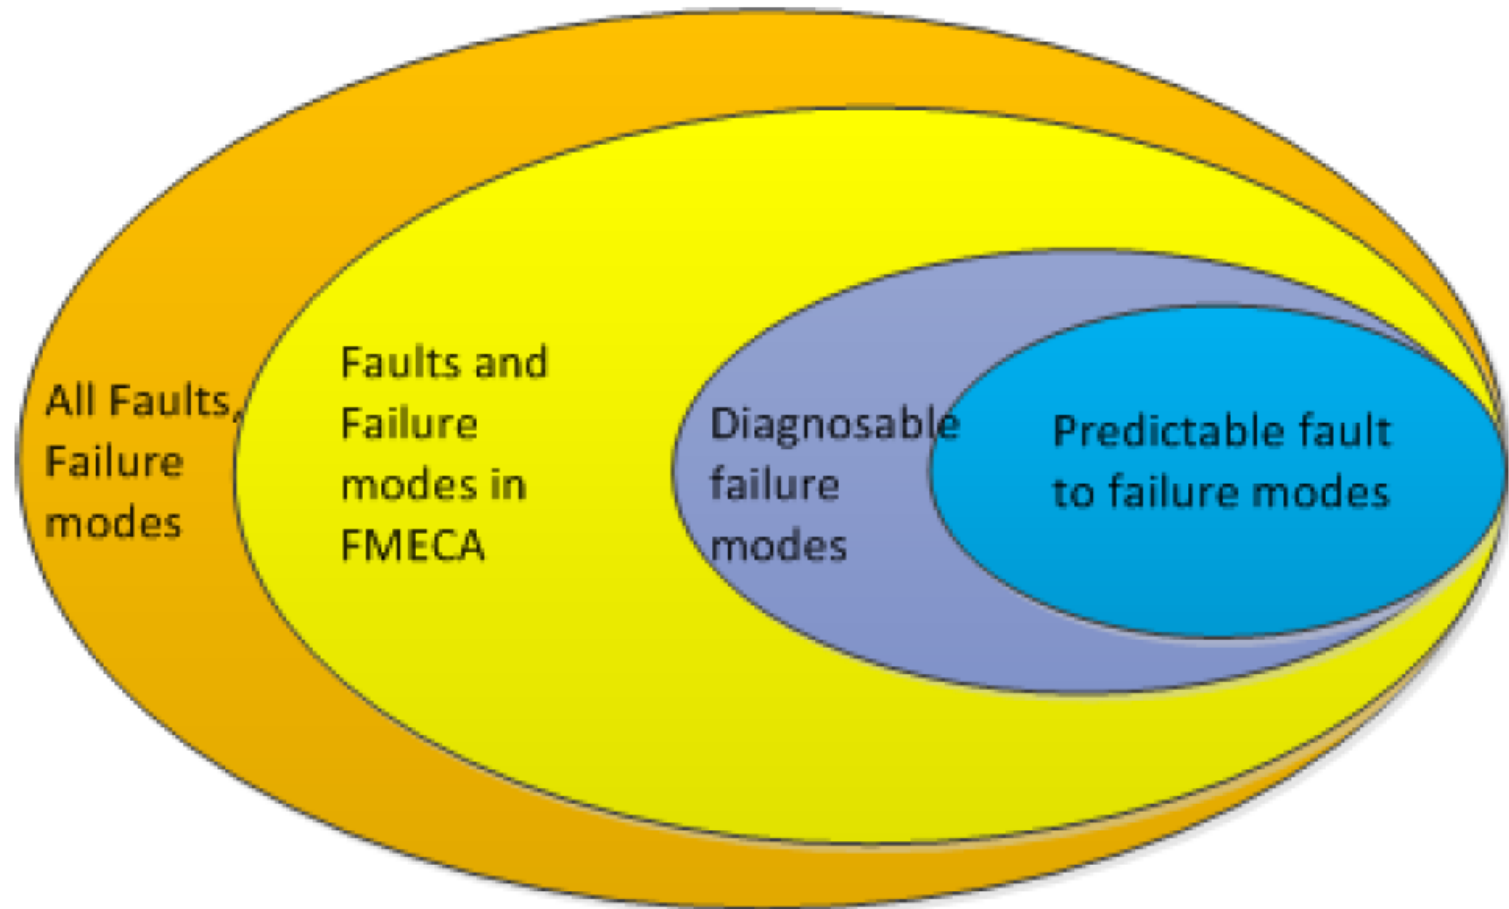 All Faults,
Failure
modes
Faults and
Failure
modes in
FMECA
Diagnosable
failure
modes
Predictable fault
to failure modes